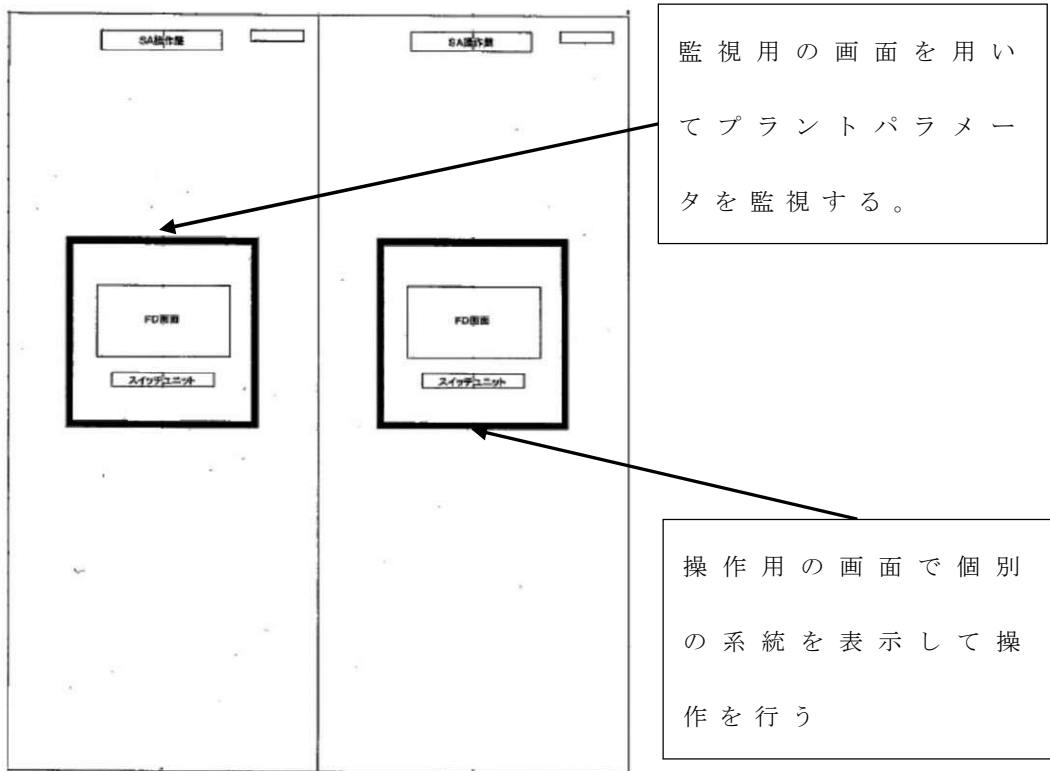 SA操作盤
SA操作盤
監視用の画面を用い
てプラントパラメー
タを監視する。
FD画面
FD画面
スイッチユニット
スイッチユニット
操作用の画面で個別
の系統を表示して操
作を行う